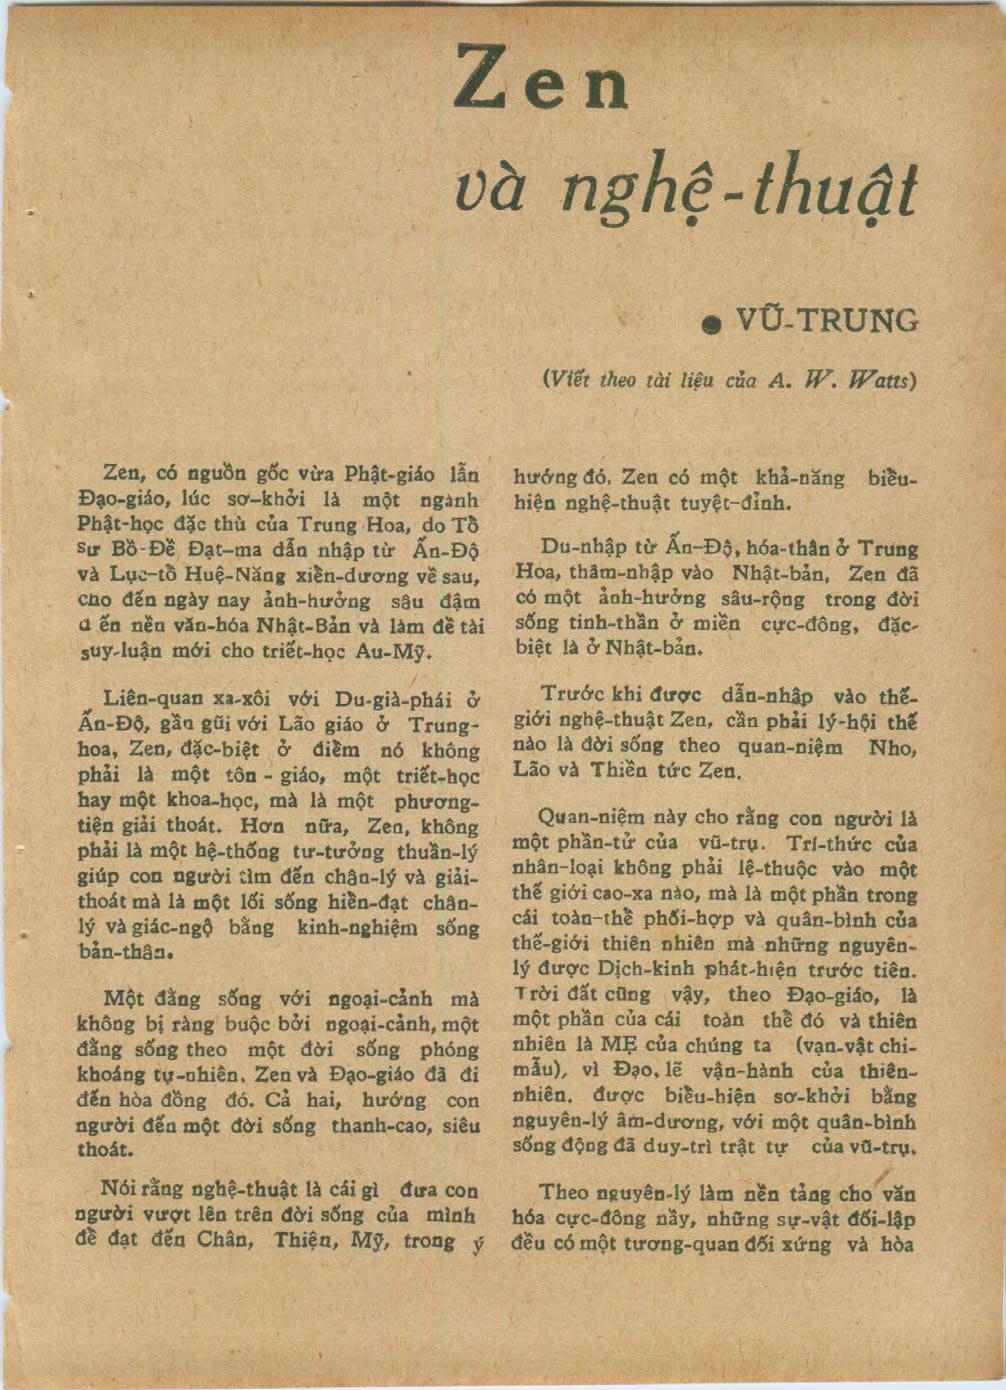 Zen
và nghệ-thuật
● VŨ-TRUNG
(Viết theo tài liệu của A. W. Watts)
Zen, có nguồn gốc vừa Phật-giáo lẫn
Đạo-giáo, lúc sơ-khởi là một ngành
Phật-học đặc thù của Trung Hoa, do Tổ
Sư Bồ-Đề Đạt-ma dẫn nhập từ Ấn-Độ
và Lục-tổ Huệ-Năng xiển-dương về sau,
cho đến ngày nay ảnh-hưởng sâu đậm
đến nền văn-hóa Nhật-Bản và làm đề tài
suy-luận mới cho triết-học Au-Mỹ.
Liên-quan xa-xôi với Du-già-phái ở
Ấn-Độ, gần gũi với Lão giáo ở Trung-
hoa, Zen, đặc-biệt ở điểm nó không
phải là một tôn-giáo, một triết-học
hay một khoa-học, mà là một phương-
tiện giải thoát. Hơn nữa, Zen, không
phải là một hệ-thống tư-tưởng thuần-lý
giúp con người tìm đến chân-lý và giải-
thoát mà là một lối sống hiển-đạt chân-
lý và giác-ngộ bằng kinh-nghiệm sống
bản-thân.
Một đằng sống với ngoại-cảnh mà
không bị ràng buộc bởi ngoại-cảnh, một
đằng sống theo một đời sống phóng
khoáng tự-nhiên. Zen và Đạo-giáo đã đi
đến hòa đồng đó. Cả hai, hướng con
người đến một đời sống thanh-cao, siêu
thoát.
Nói rằng nghệ-thuật là cái gì đưa con
người vượt lên trên đời sống của mình
để đạt đến Chân, Thiện, Mỹ, trong ý
hướng đó, Zen có một khả-năng biểu-
hiện nghệ-thuật tuyệt-đỉnh.
Du-nhập từ Ấn-Độ, hóa-thân ở Trung
Hoa, thâm-nhập vào Nhật-bản, Zen đã
có một ảnh-hưởng sâu-rộng trong đời
sống tinh-thần ở miền cực-đông, đặc-
biệt là ở Nhật-bản.
Trước khi được dẫn-nhập vào thế-
giới nghệ-thuật Zen, cần phải lý-hội thế
nào là đời sống theo quan-niệm Nho,
Lão và Thiền tức Zen.
Quan-niệm này cho rằng con người là
một phần-tử của vũ-trụ. Trí-thức của
nhân-loại không phải lệ-thuộc vào một
thế giới cao-xa nào, mà là một phần trong
cái toàn-thể phối-hợp và quân-bình của
thế-giới thiên nhiên mà những nguyên-
lý được Dịch-kinh phát-hiện trước tiên.
Trời đất cũng vậy, theo Đạo-giáo, là
một phần của cái toàn thể đó và thiên
nhiên là MẸ của chúng ta (vạn-vật chi-
mẫu), vì Đạo, lẽ vận-hành của thiên-
nhiên, được biểu-hiện sơ-khởi bằng
nguyên-lý âm-dương, với một quân-bình
sống động đã duy-trì trật tự của vũ-trụ.
Theo nguyên-lý làm nền tảng cho văn
hóa cực-đông nầy, những sự-vật đối-lập
đều có một tương-quan đối xứng và hòa